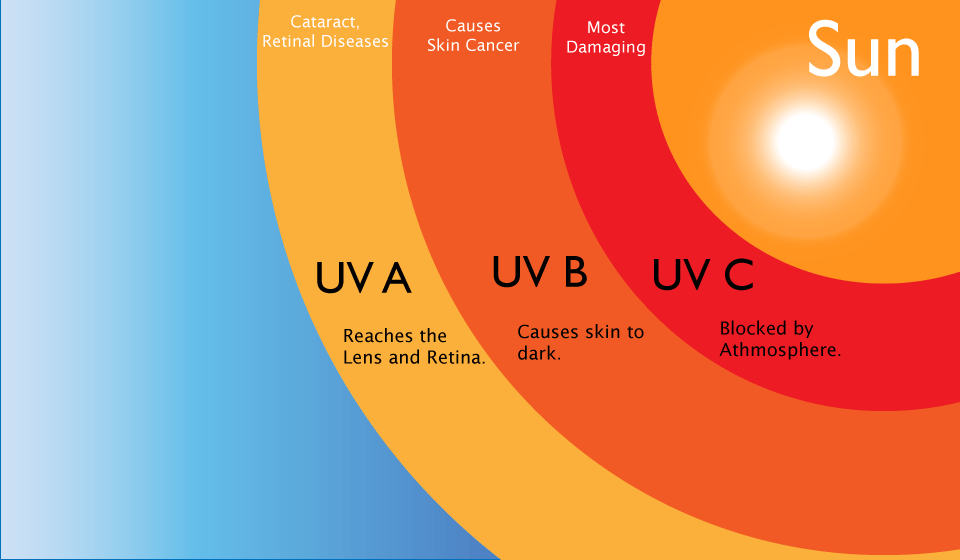 Cataract,
Retinal Diseases
Causes
Skin Cancer
Most
Damaging
Sun
UV A
UV B
UV C
Reaches the
Lens and Retina.
Causes skin to
dark.
Blocked by
Athmosphere.